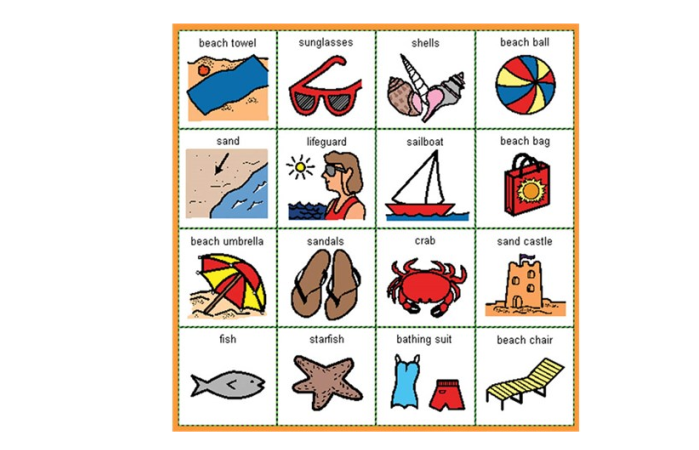 beach towel
sunglasses
shells
beach ball
sand
lifeguard
sailboat
beach bag
beach umbrella
sandals
crab
sand castle
fish
starfish
bathing suit
beach chair